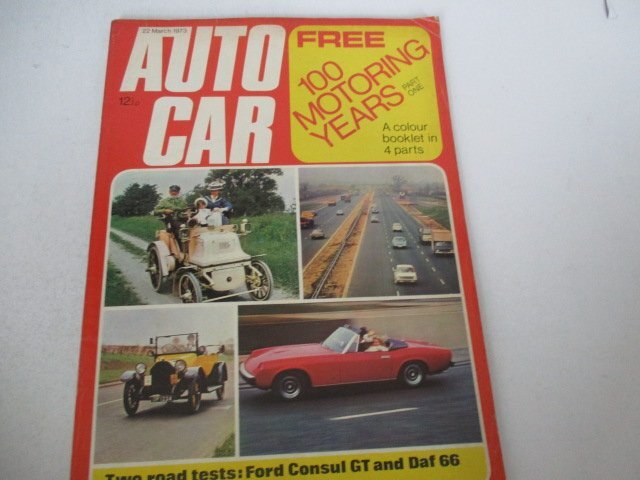 22 March 1973
AUTO
CAR
12½p
FREE
100
MOTORING
YEARS
PART
ONE
A colour
booklet in
4 parts
Two road tests: Ford Consul GT and Daf 66